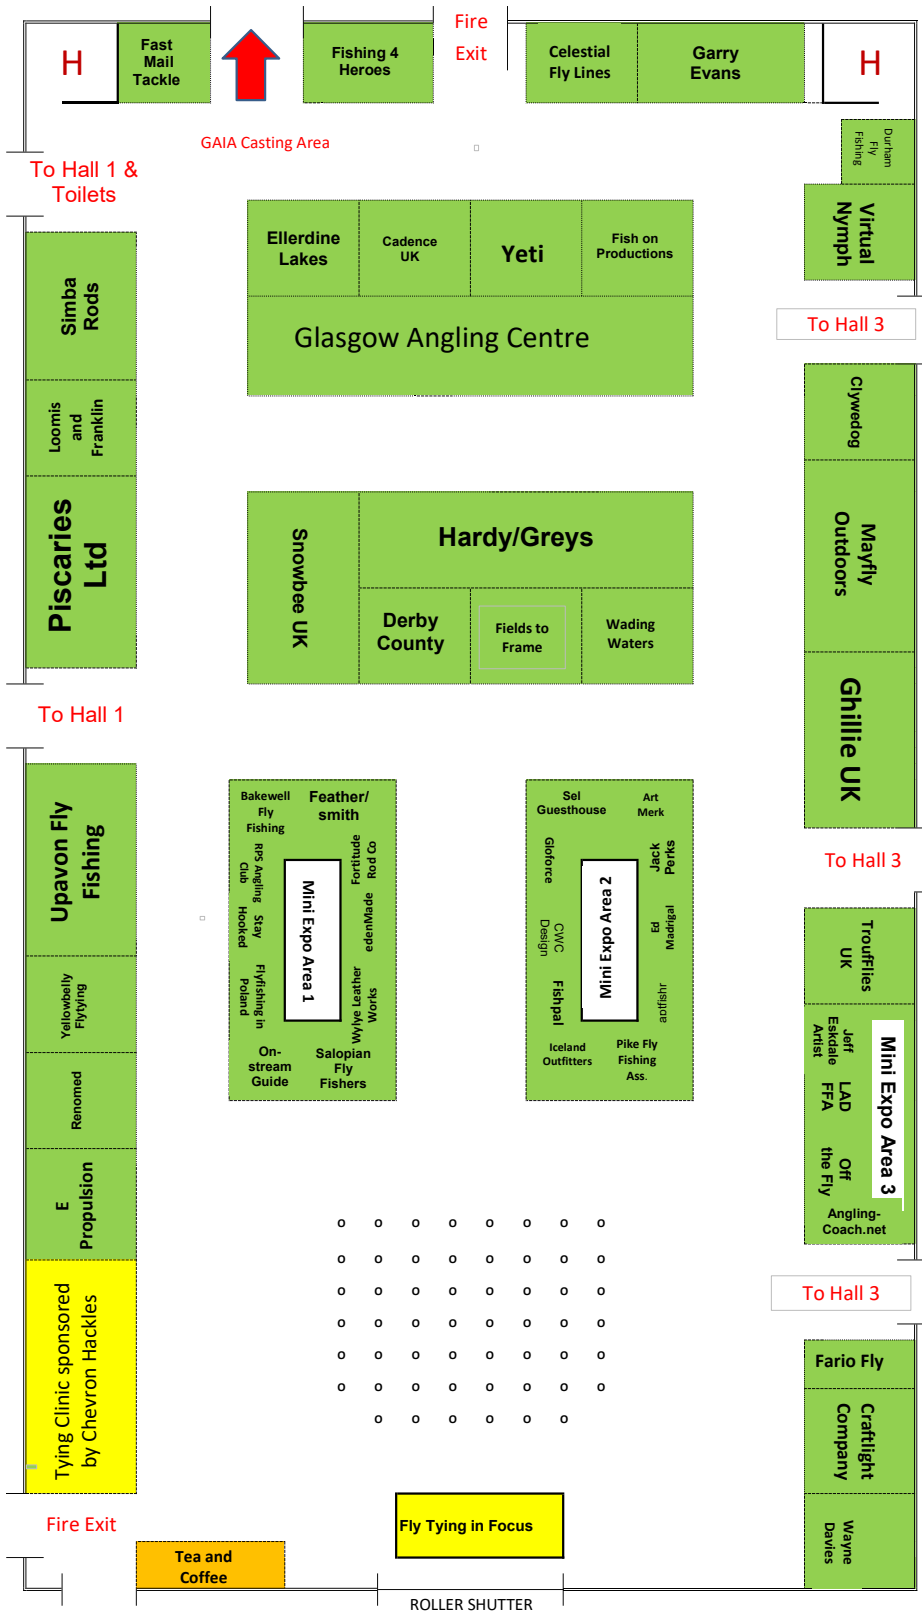 Fire
Exit
H
Fast
Mail
Tackle
Fishing 4
Heroes
Celestial
Fly Lines
Garry
Evans
H
GAIA Casting Area
To Hall 1 &
Toilets
Durham
Fly
Fishing
Virtual
Nymph
To Hall 3
Ellerdine
Lakes
Cadence
UK
Yeti
Fish on
Productions
Glasgow Angling Centre
Simba
Rods
Loomis
and
Franklin
Piscaries
Ltd
Clywedog
Mayfly
Outdoors
Ghillie UK
Snowbee UK
Hardy/Greys
Derby
County
Fields to
Frame
Wading
Waters
To Hall 1
To Hall 3
Upavon Fly
Fishing
Yellowbelly
Flytying
Renomed
E
Propulsion
Tying Clinic sponsored
by Chevron Hackles
Bakewell
Fly
Fishing
Feather/
smith
RPS Angling
Club
Stay
Hooked
Flyfishing in
Poland
Mini Expo Area 1
Fortitude
Rod Co
edenMade
Wylye Leather
Works
On-
stream
Guide
Salopian
Fly
Fishers
Sel
Guesthouse
Art
Merk
Gloforce
CWC
Design
Fishpal
Mini Expo Area 2
Jack
Perks
Ed
Madrigal
aptfishr
Iceland
Outfitters
Pike Fly
Fishing
Ass.
TroufFlies
UK
Jeff
Eskdale
Artist
LAD
FFA
Off
the Fly
Mini Expo Area 3
Angling-
Coach.net
To Hall 3
o o o o o o o o
o o o o o o o o
o o o o o o o o
o o o o o o o o
o o o o o o o o
o o o o o o o o
o o o o o o
Fario Fly
Craftlight
Company
Wayne
Davies
Fire Exit
Tea and
Coffee
Fly Tying in Focus
ROLLER SHUTTER